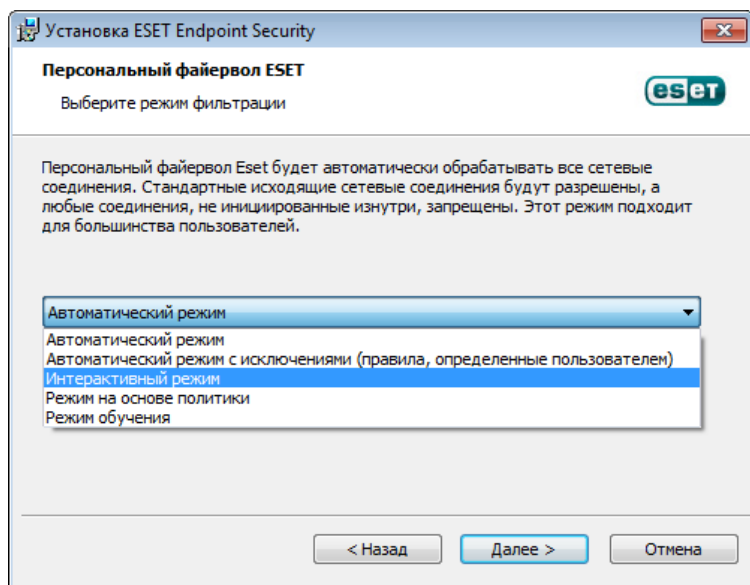 Установка ESET Endpoint Security
Персональный файервол ESET
Выберите режим фильтрации
eset
Персональный файервол Eset будет автоматически обрабатывать все сетевые
соединения. Стандартные исходящие сетевые соединения будут разрешены, а
любые соединения, не инициированные изнутри, запрещены. Этот режим подходит
для большинства пользователей.
Автоматический режим
Автоматический режим
Автоматический режим с исключениями (правила, определенные пользователем)
Интерактивный режим
Режим на основе политики
Режим обучения
< Назад
Далее >
Отмена